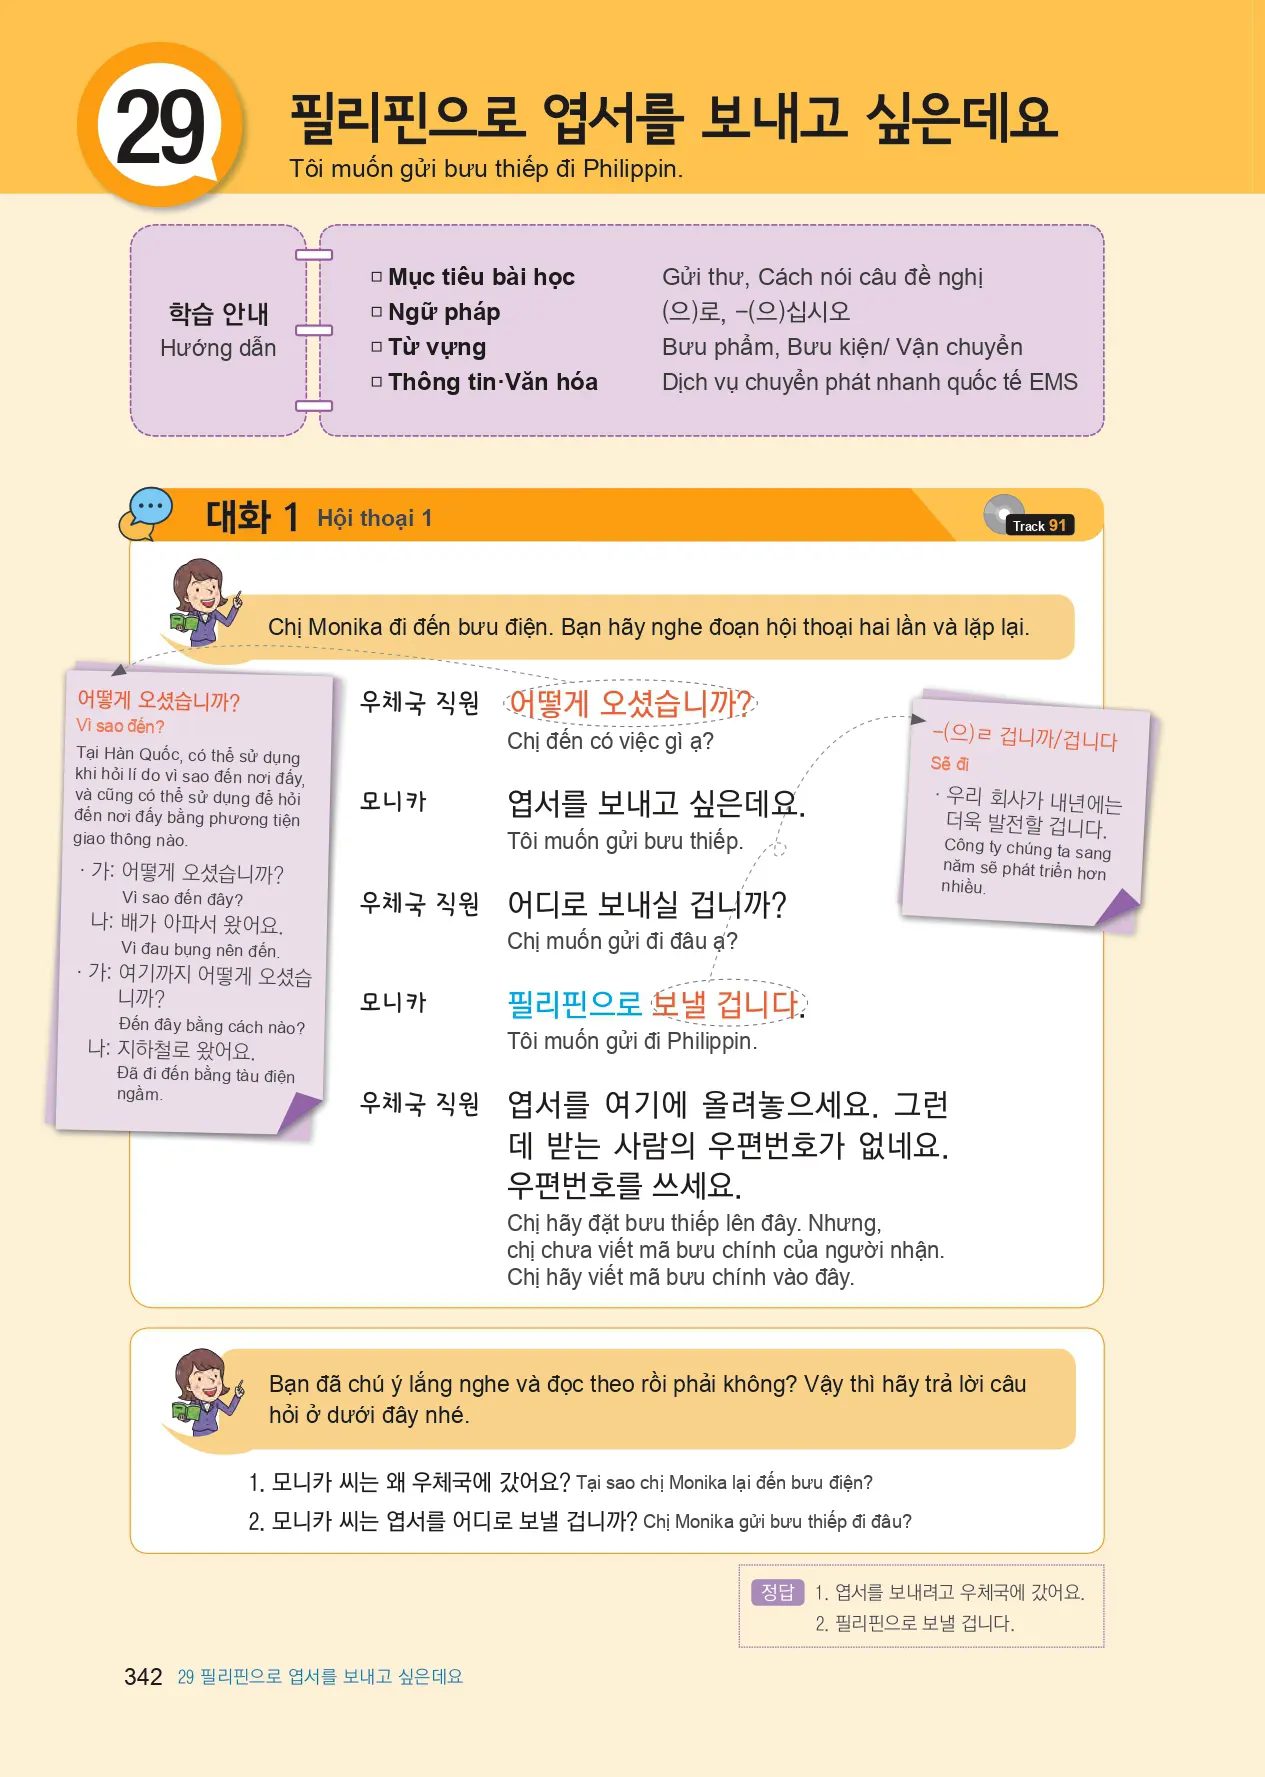 29
필리핀으로 엽서를 보내고 싶은데요
Tôi muốn gửi bưu thiếp đi Philippin.
학습 안내
Hướng dẫn
□ Mục tiêu bài học Gửi thư, Cách nói câu đề nghị
□ Ngữ pháp (으)로, -(으)십시오
□ Từ vựng Bưu phẩm, Bưu kiện/ Vận chuyển
□ Thông tin·Văn hóa Dịch vụ chuyển phát nhanh quốc tế EMS
대화 1 Hội thoại 1
Track 91
Chị Monika đi đến bưu điện. Bạn hãy nghe đoạn hội thoại hai lần và lặp lại.
어떻게 오셨습니까?
Vì sao đến?
Tại Hàn Quốc, có thể sử dụng
khi hỏi lí do vì sao đến nơi đấy,
và cũng có thể sử dụng để hỏi
đến nơi đấy bằng phương tiện
giao thông nào.
· 가: 어떻게 오셨습니까?
Vì sao đến đây?
나: 배가 아파서 왔어요.
Vì đau bụng nên đến.
· 가: 여기까지 어떻게 오셨습
니까?
Đến đây bằng cách nào?
나: 지하철로 왔어요.
Đã đi đến bằng tàu điện
ngầm.
우체국 직원 어떻게 오셨습니까?
Chị đến có việc gì ạ?
모니카 엽서를 보내고 싶은데요.
Tôi muốn gửi bưu thiếp.
우체국 직원 어디로 보내실 겁니까?
Chị muốn gửi đi đâu ạ?
모니카 필리핀으로 보낼 겁니다.
Tôi muốn gửi đi Philippin.
우체국 직원 엽서를 여기에 올려놓으세요. 그런
데 받는 사람의 우편번호가 없네요.
우편번호를 쓰세요.
Chị hãy đặt bưu thiếp lên đây. Nhưng,
chị chưa viết mã bưu chính của người nhận.
Chị hãy viết mã bưu chính vào đây.
-(으)ㄹ 겁니까/겁니다
Sẽ đi
· 우리 회사가 내년에는
더욱 발전할 겁니다.
Công ty chúng ta sang
năm sẽ phát triển hơn
nhiều.
Bạn đã chú ý lắng nghe và đọc theo rồi phải không? Vậy thì hãy trả lời câu
hỏi ở dưới đây nhé.
1. 모니카 씨는 왜 우체국에 갔어요? Tại sao chị Monika lại đến bưu điện?
2. 모니카 씨는 엽서를 어디로 보낼 겁니까? Chị Monika gửi bưu thiếp đi đâu?
정답 1. 엽서를 보내려고 우체국에 갔어요.
2. 필리핀으로 보낼 겁니다.
342 29 필리핀으로 엽서를 보내고 싶은데요